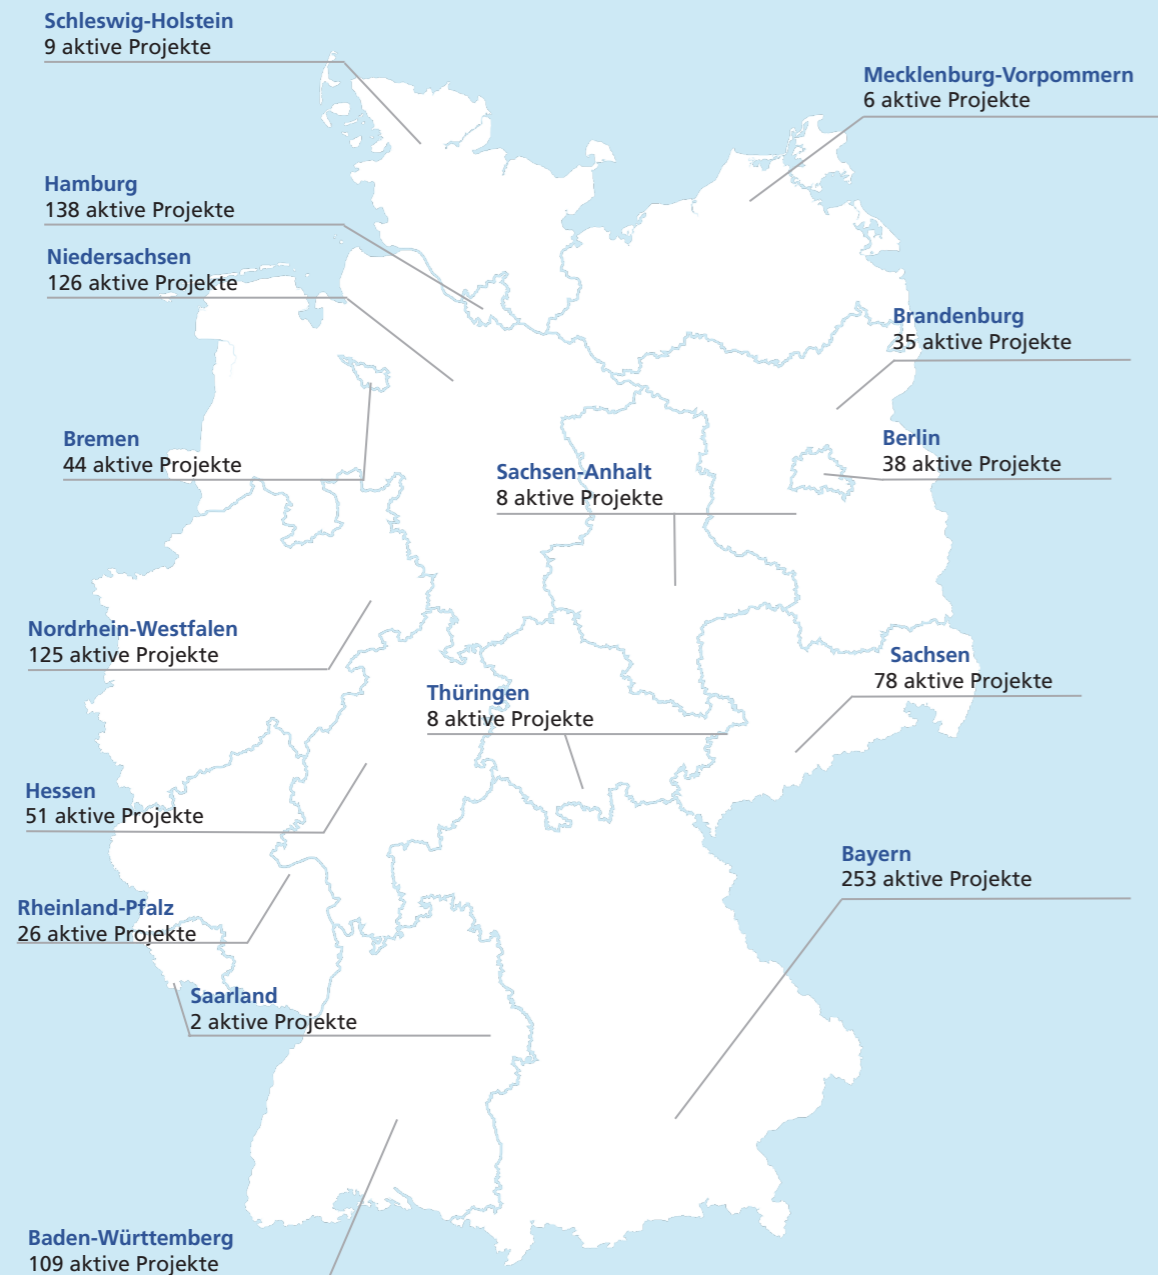 Schleswig-Holstein
9 aktive Projekte
Mecklenburg-Vorpommern
6 aktive Projekte
Hamburg
138 aktive Projekte
Niedersachsen
126 aktive Projekte
Brandenburg
35 aktive Projekte
Bremen
44 aktive Projekte
Berlin
38 aktive Projekte
Sachsen-Anhalt
8 aktive Projekte
Nordrhein-Westfalen
125 aktive Projekte
Sachsen
78 aktive Projekte
Thüringen
8 aktive Projekte
Hessen
51 aktive Projekte
Bayern
253 aktive Projekte
Rheinland-Pfalz
26 aktive Projekte
Saarland
2 aktive Projekte
Baden-Württemberg
109 aktive Projekte